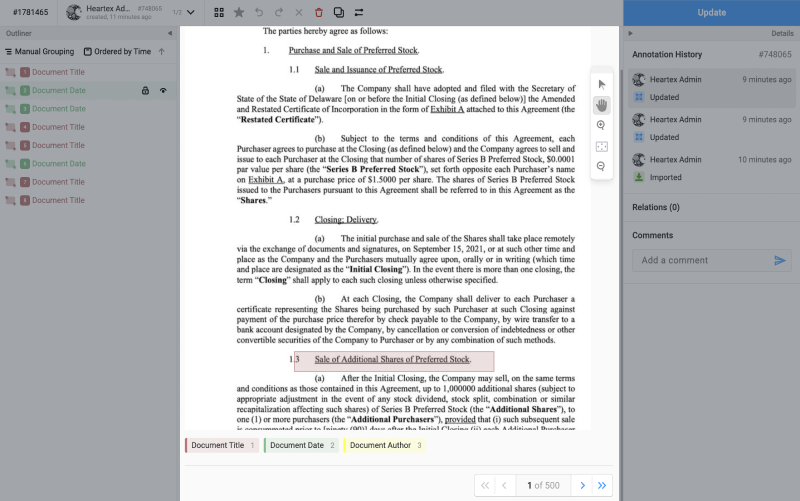 #1781465
Heartex Ad... #748065
created, 11 minutes ago
1/2
Update
Outliner
Details
Manual Grouping
Ordered by Time
1 Document Title
2 Document Date
3 Document Date
4 Document Title
5 Document Title
6 Document Date
7 Document Title
8 Document Title
The parties hereby agree as follows:
1. Purchase and Sale of Preferred Stock.
1.1 Sale and Issuance of Preferred Stock.
(a) The Company shall have adopted and filed with the Secretary of
State of the State of Delaware [on or before the Initial Closing (as defined below)] the Amended
and Restated Certificate of Incorporation in the form of Exhibit A attached to this Agreement (the
“Restated Certificate”).
(b) Subject to the terms and conditions of this Agreement, each
Purchaser agrees to purchase at the Closing (as defined below) and the Company agrees to sell and
issue to each Purchaser at the Closing that number of shares of Series B Preferred Stock, $0.0001
par value per share (the “Series B Preferred Stock”), set forth opposite each Purchaser’s name
on Exhibit A, at a purchase price of $1.5000 per share. The shares of Series B Preferred Stock
issued to the Purchasers pursuant to this Agreement shall be referred to in this Agreement as the
“Shares.”
1.2 Closing; Delivery.
(a) The initial purchase and sale of the Shares shall take place remotely
via the exchange of documents and signatures, on September 15, 2021, or at such other time and
place as the Company and the Purchasers mutually agree upon, orally or in writing (which time
and place are designated as the “Initial Closing”). In the event there is more than one closing, the
term “Closing” shall apply to each such closing unless otherwise specified.
(b) At each Closing, the Company shall deliver to each Purchaser a
certificate representing the Shares being purchased by such Purchaser at such Closing against
payment of the purchase price therefor by check payable to the Company, by wire transfer to a
bank account designated by the Company, by cancellation or conversion of indebtedness or other
convertible securities of the Company to Purchaser or by any combination of such methods.
1.3 Sale of Additional Shares of Preferred Stock.
(a) After the Initial Closing, the Company may sell, on the same terms
and conditions as those contained in this Agreement, up to 1,000000 additional shares (subject to
appropriate adjustment in the event of any stock dividend, stock split, combination or similar
recapitalization affecting such shares) of Series B Preferred Stock (the “Additional Shares”), to
one (1) or more purchasers (the “Additional Purchasers”), provided that (i) such subsequent sale
is consummated prior to [ninety (90)] days after the Initial Closing (ii) each Additional Purchaser
Document Title 1 Document Date 2 Document Author 3
1 of 500
Annotation History #748065
Heartex Admin 9 minutes ago
Updated
Heartex Admin 9 minutes ago
Updated
Heartex Admin 10 minutes ago
Imported
Relations (0)
Comments
Add a comment